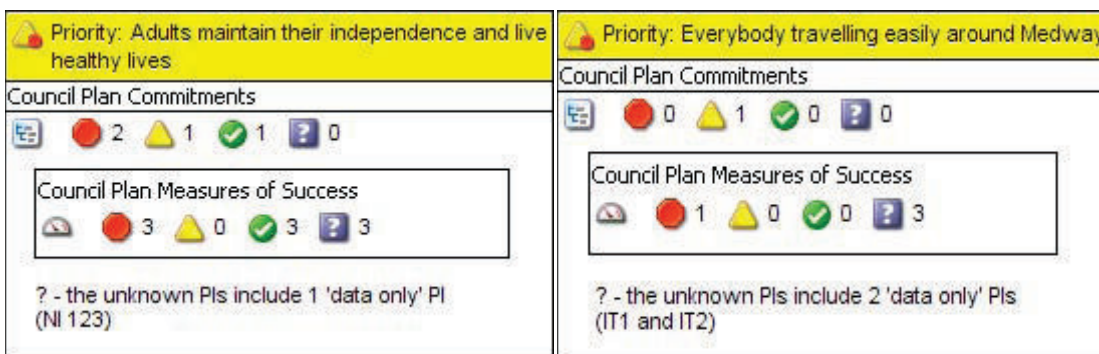 Priority: Adults maintain their independence and live
healthy lives
Council Plan Commitments
2 1 1 ? 0
Council Plan Measures of Success
3 0 3 ? 3
? - the unknown PIs include 1 'data only' PI
(NI 123)
Priority: Everybody travelling easily around Medway
Council Plan Commitments
0 1 0 ? 0
Council Plan Measures of Success
1 0 0 ? 3
? - the unknown PIs include 2 'data only' PIs
(IT1 and IT2)